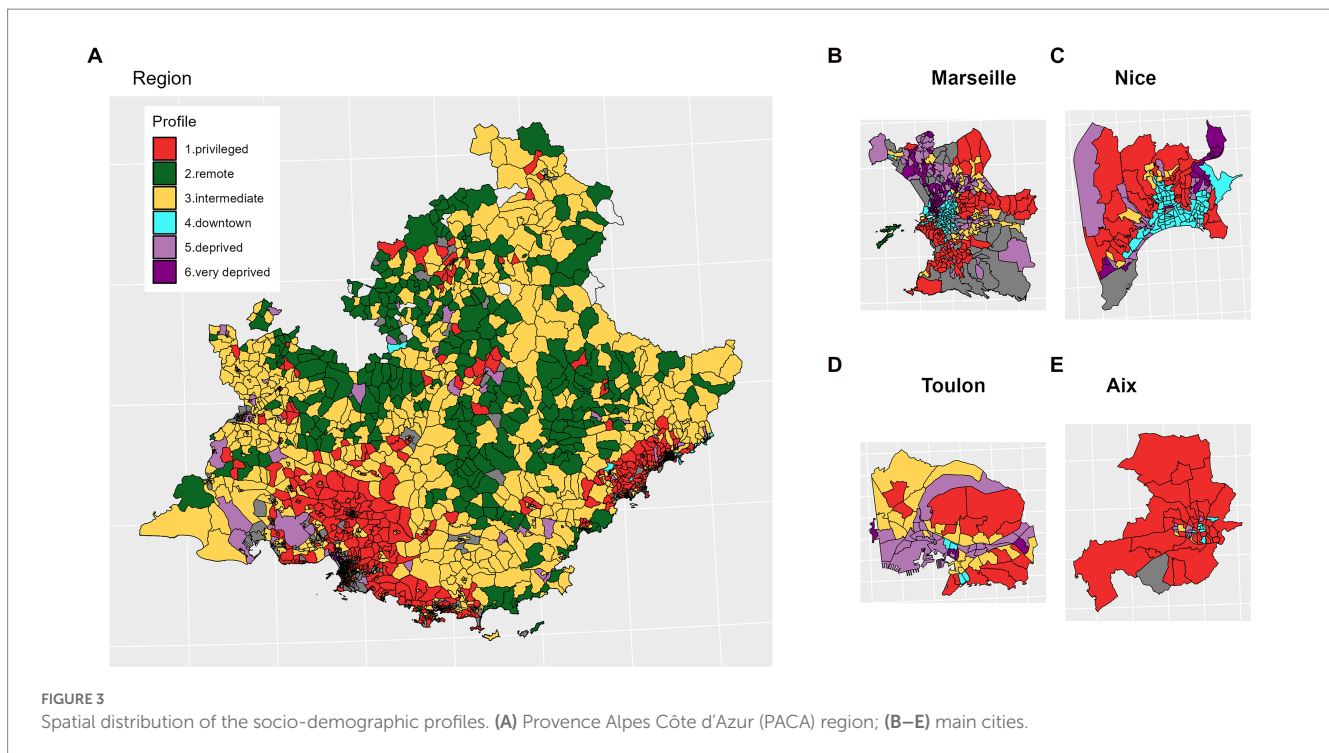 A
Region
Profile
1.privileged
2.remote
3.intermediate
4.downtown
5.deprived
6.very deprived
B
Marseille
C
Nice
D
Toulon
E
Aix
FIGURE 3
Spatial distribution of the socio-demographic profiles. (A) Provence Alpes Côte d'Azur (PACA) region; (B–E) main cities.